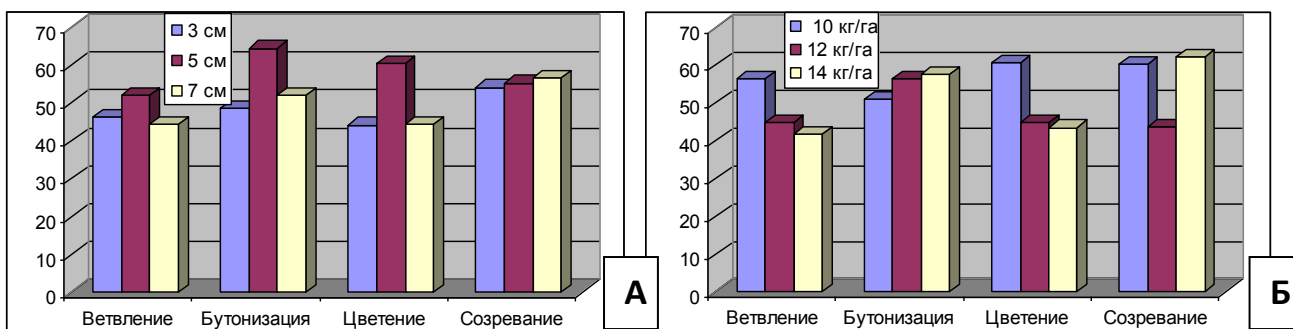 70
60
50
40
30
20
10
0
3 см
5 см
7 см
Ветвление Бутонизация Цветение Созревание
А
70
60
50
40
30
20
10
0
10 кг/га
12 кг/га
14 кг/га
Ветвление Бутонизация Цветение Созревание
Б